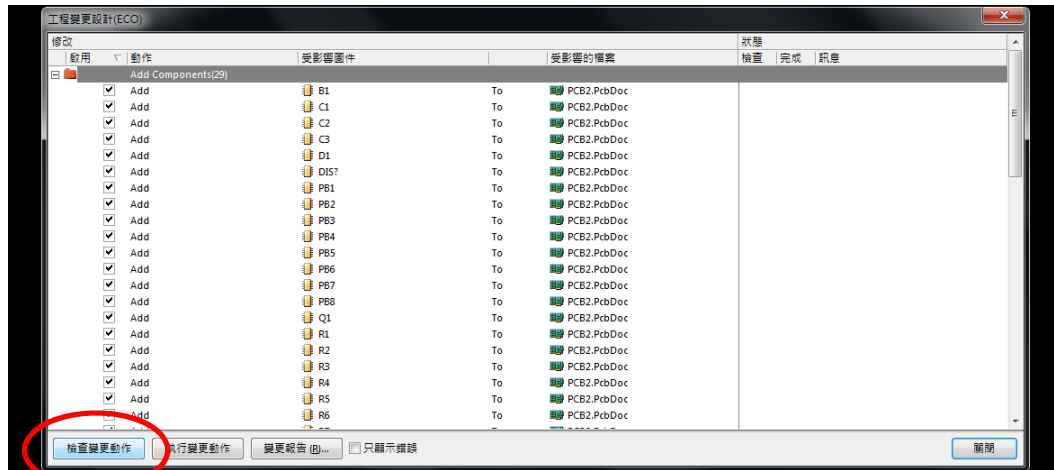 工程變更設計(ECO)
修改 狀態
啟用 動作 受影響圖件 受影響的檔案 檢查 完成 訊息
Add Components(29)
Add B1 To PCB2.PcbDoc
Add C1 To PCB2.PcbDoc
Add C2 To PCB2.PcbDoc
Add C3 To PCB2.PcbDoc
Add D1 To PCB2.PcbDoc
Add DIS? To PCB2.PcbDoc
Add PB1 To PCB2.PcbDoc
Add PB2 To PCB2.PcbDoc
Add PB3 To PCB2.PcbDoc
Add PB4 To PCB2.PcbDoc
Add PB5 To PCB2.PcbDoc
Add PB6 To PCB2.PcbDoc
Add PB7 To PCB2.PcbDoc
Add PB8 To PCB2.PcbDoc
Add Q1 To PCB2.PcbDoc
Add R1 To PCB2.PcbDoc
Add R2 To PCB2.PcbDoc
Add R3 To PCB2.PcbDoc
Add R4 To PCB2.PcbDoc
Add R5 To PCB2.PcbDoc
Add R6 To PCB2.PcbDoc
檢查變更動作 執行變更動作 變更報告 (R)... 只顯示錯誤 關閉